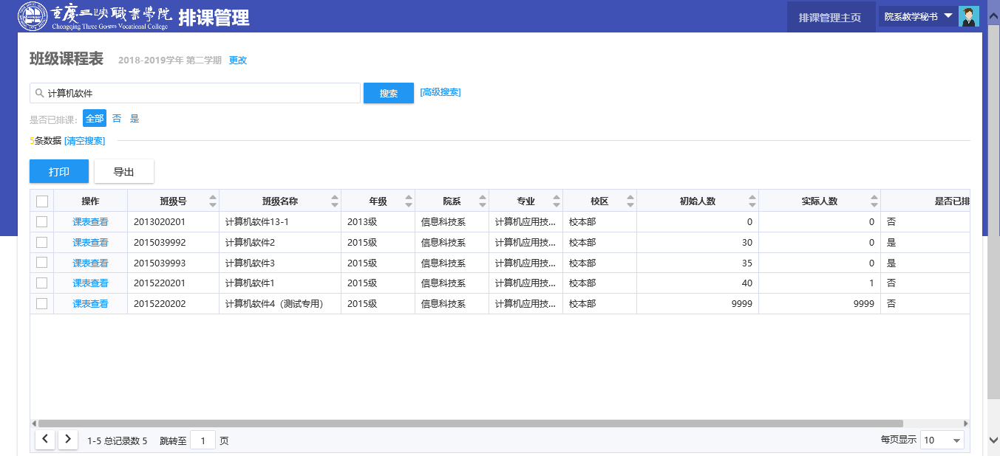 重庆三峡职业学院 排课管理 排课管理主页 院系教学秘书
Chongqing Three Gorges Vocational College
班级课程表 2018-2019学年 第二学期 更改
计算机软件 搜索 [高级搜索]
是否已排课: 全部 否 是
5条数据 [清空搜索]
打印 导出
操作 班级号 班级名称 年级 院系 专业 校区 初始人数 实际人数 是否已排
课表查看 2013020201 计算机软件13-1 2013级 信息科技系 计算机应用技... 校本部 0 0 否
课表查看 2015039992 计算机软件2 2015级 信息科技系 计算机应用技... 校本部 30 0 是
课表查看 2015039993 计算机软件3 2015级 信息科技系 计算机应用技... 校本部 35 0 是
课表查看 2015220201 计算机软件1 2015级 信息科技系 计算机应用技... 校本部 40 1 否
课表查看 2015220202 计算机软件4（测试专用） 2015级 信息科技系 计算机应用技... 校本部 9999 9999 否
1-5 总记录数 5 跳转至 1 页 每页显示 10